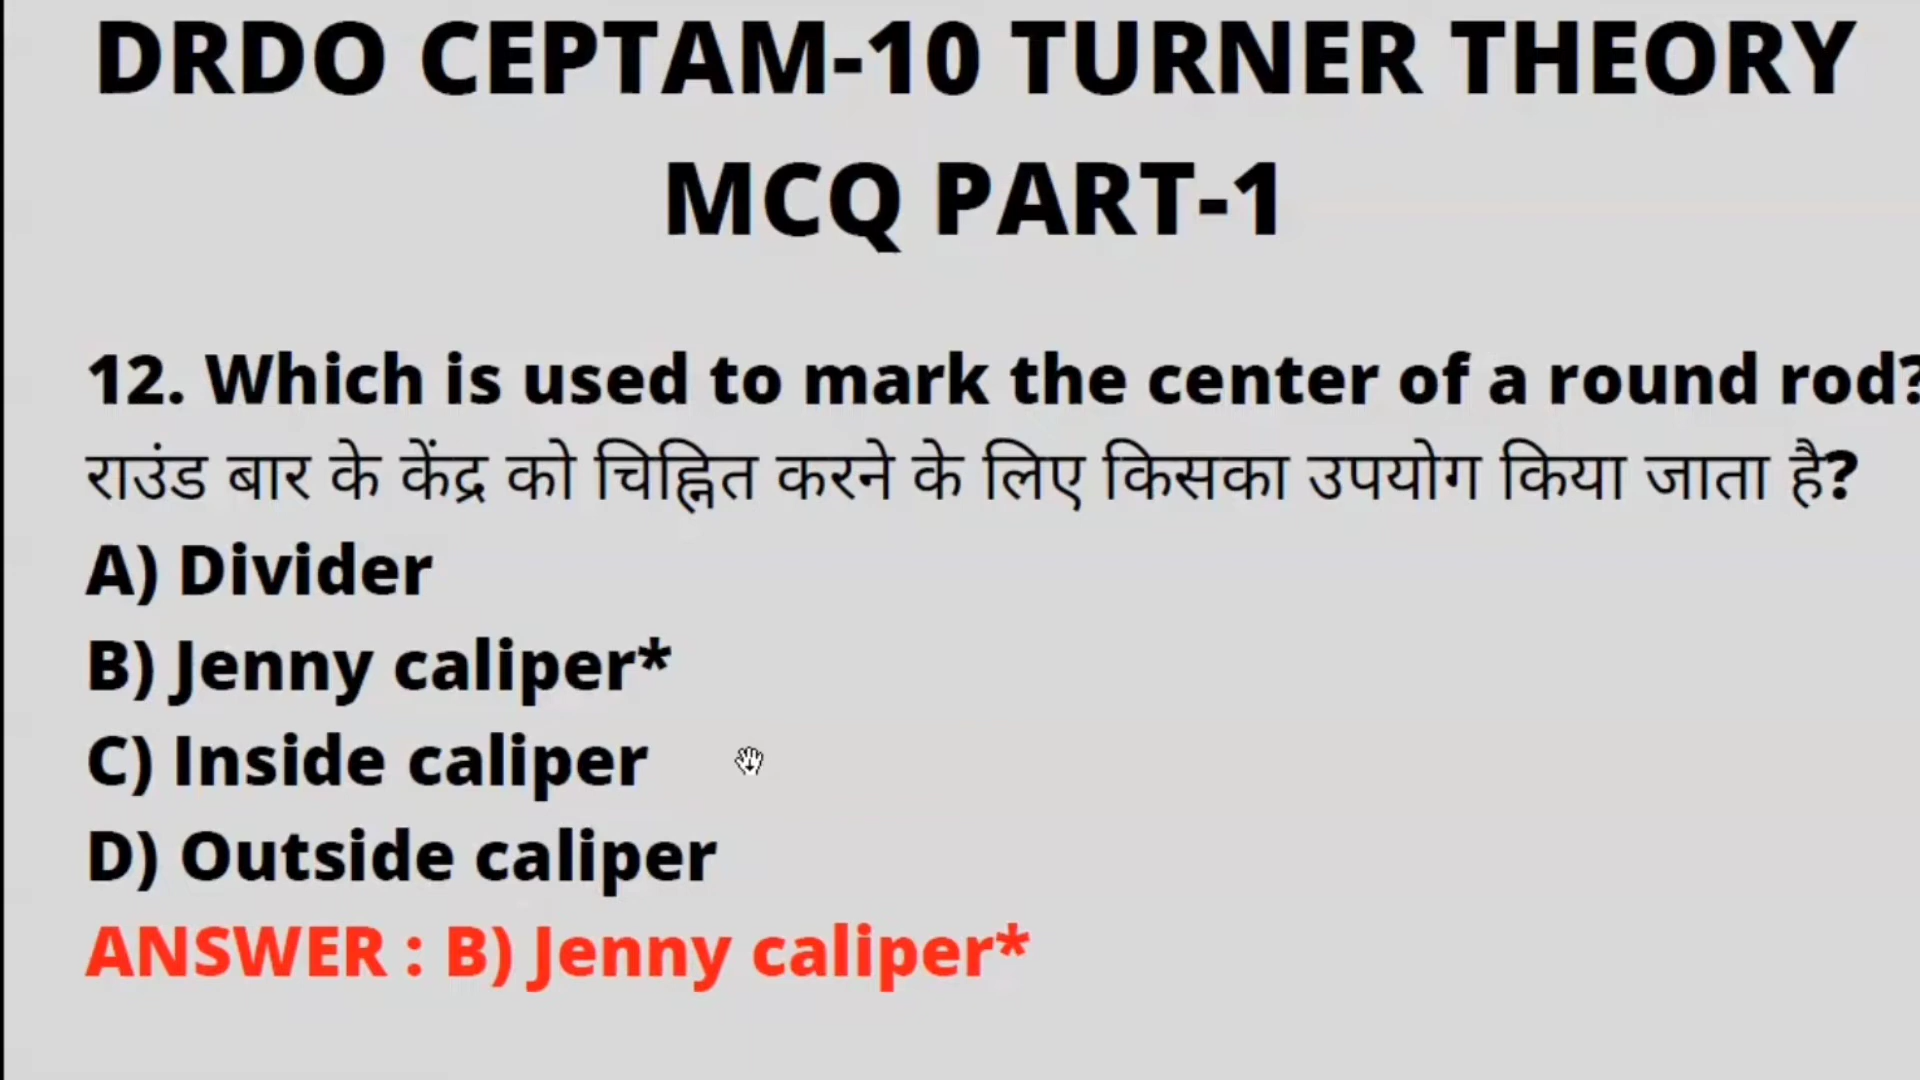 DRDO CEPTAM-10 TURNER THEORY
MCQ PART-1
12. Which is used to mark the center of a round rod?
राउंड बार के केंद्र को चिह्नित करने के लिए किसका उपयोग किया जाता है?
A) Divider
B) Jenny caliper*
C) Inside caliper
D) Outside caliper
ANSWER : B) Jenny caliper*